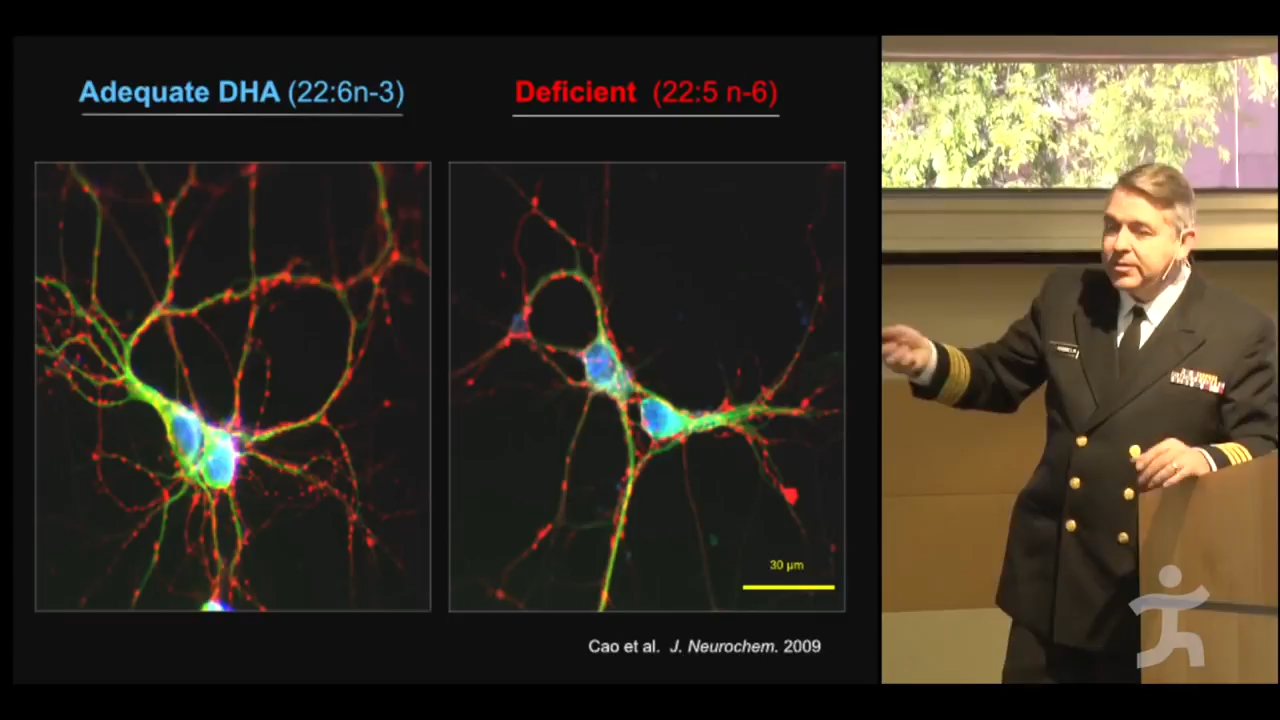 Adequate DHA (22:6n-3)
Deficient (22:5 n-6)
30 µm
Cao et al. J. Neurochem. 2009